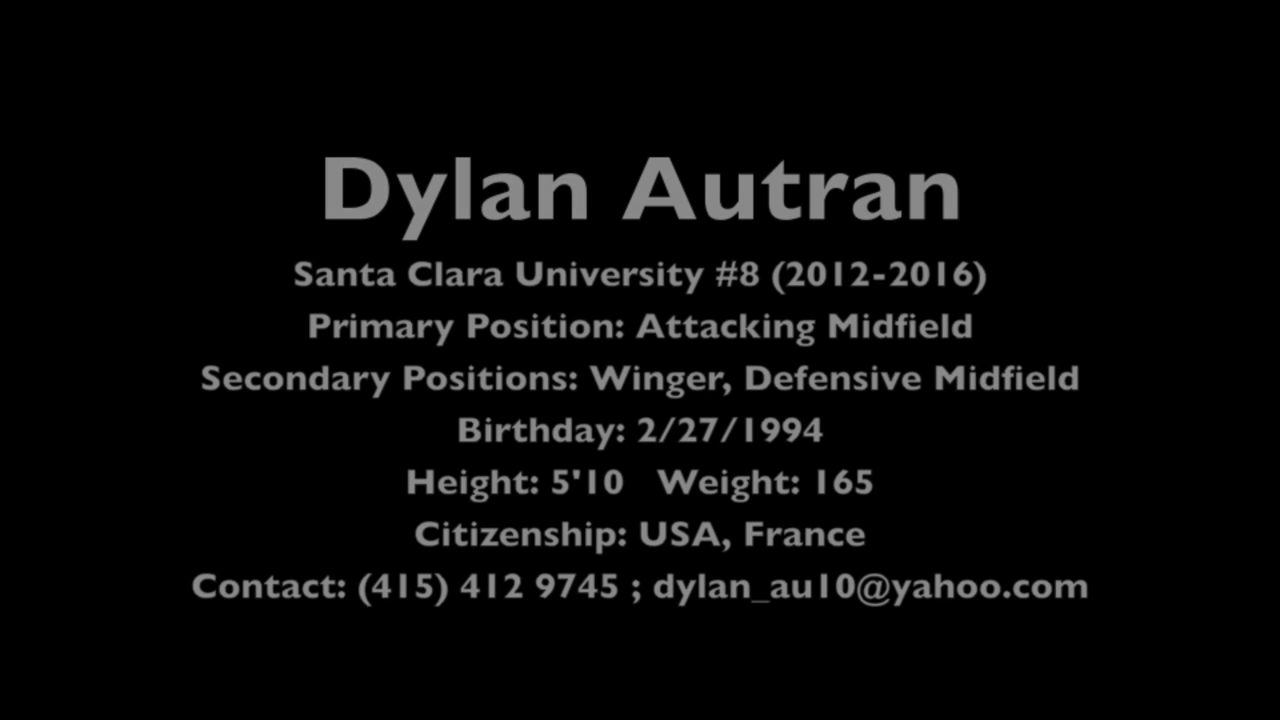 Dylan Autran
Santa Clara University #8 (2012-2016)
Primary Position: Attacking Midfield
Secondary Positions: Winger, Defensive Midfield
Birthday: 2/27/1994
Height: 5'10 Weight: 165
Citizenship: USA, France
Contact: (415) 412 9745 ; dylan_au10@yahoo.com